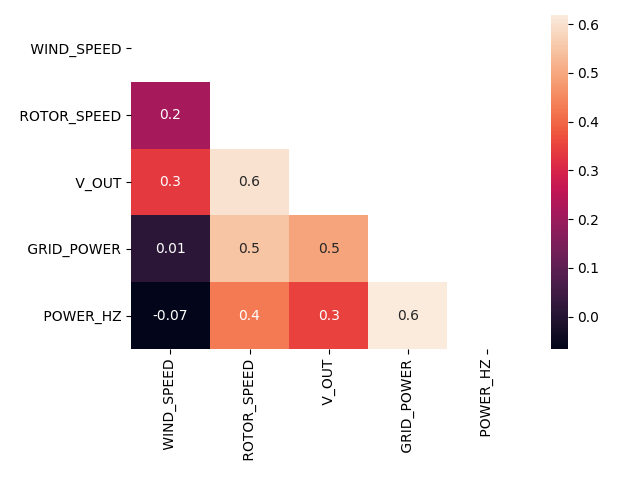 WIND_SPEED
ROTOR_SPEED 0.2
V_OUT 0.3 0.6
GRID_POWER 0.01 0.5 0.5
POWER_HZ -0.07 0.4 0.3 0.6
WIND_SPEED
ROTOR_SPEED
V_OUT
GRID_POWER
POWER_HZ
0.6
0.5
0.4
0.3
0.2
0.1
0.0